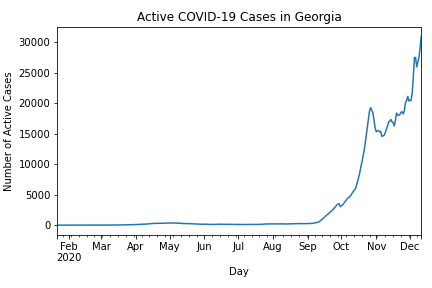 Active COVID-19 Cases in Georgia
Number of Active Cases
30000
25000
20000
15000
10000
5000
0
Feb Mar Apr May Jun Jul Aug Sep Oct Nov Dec
2020
Day